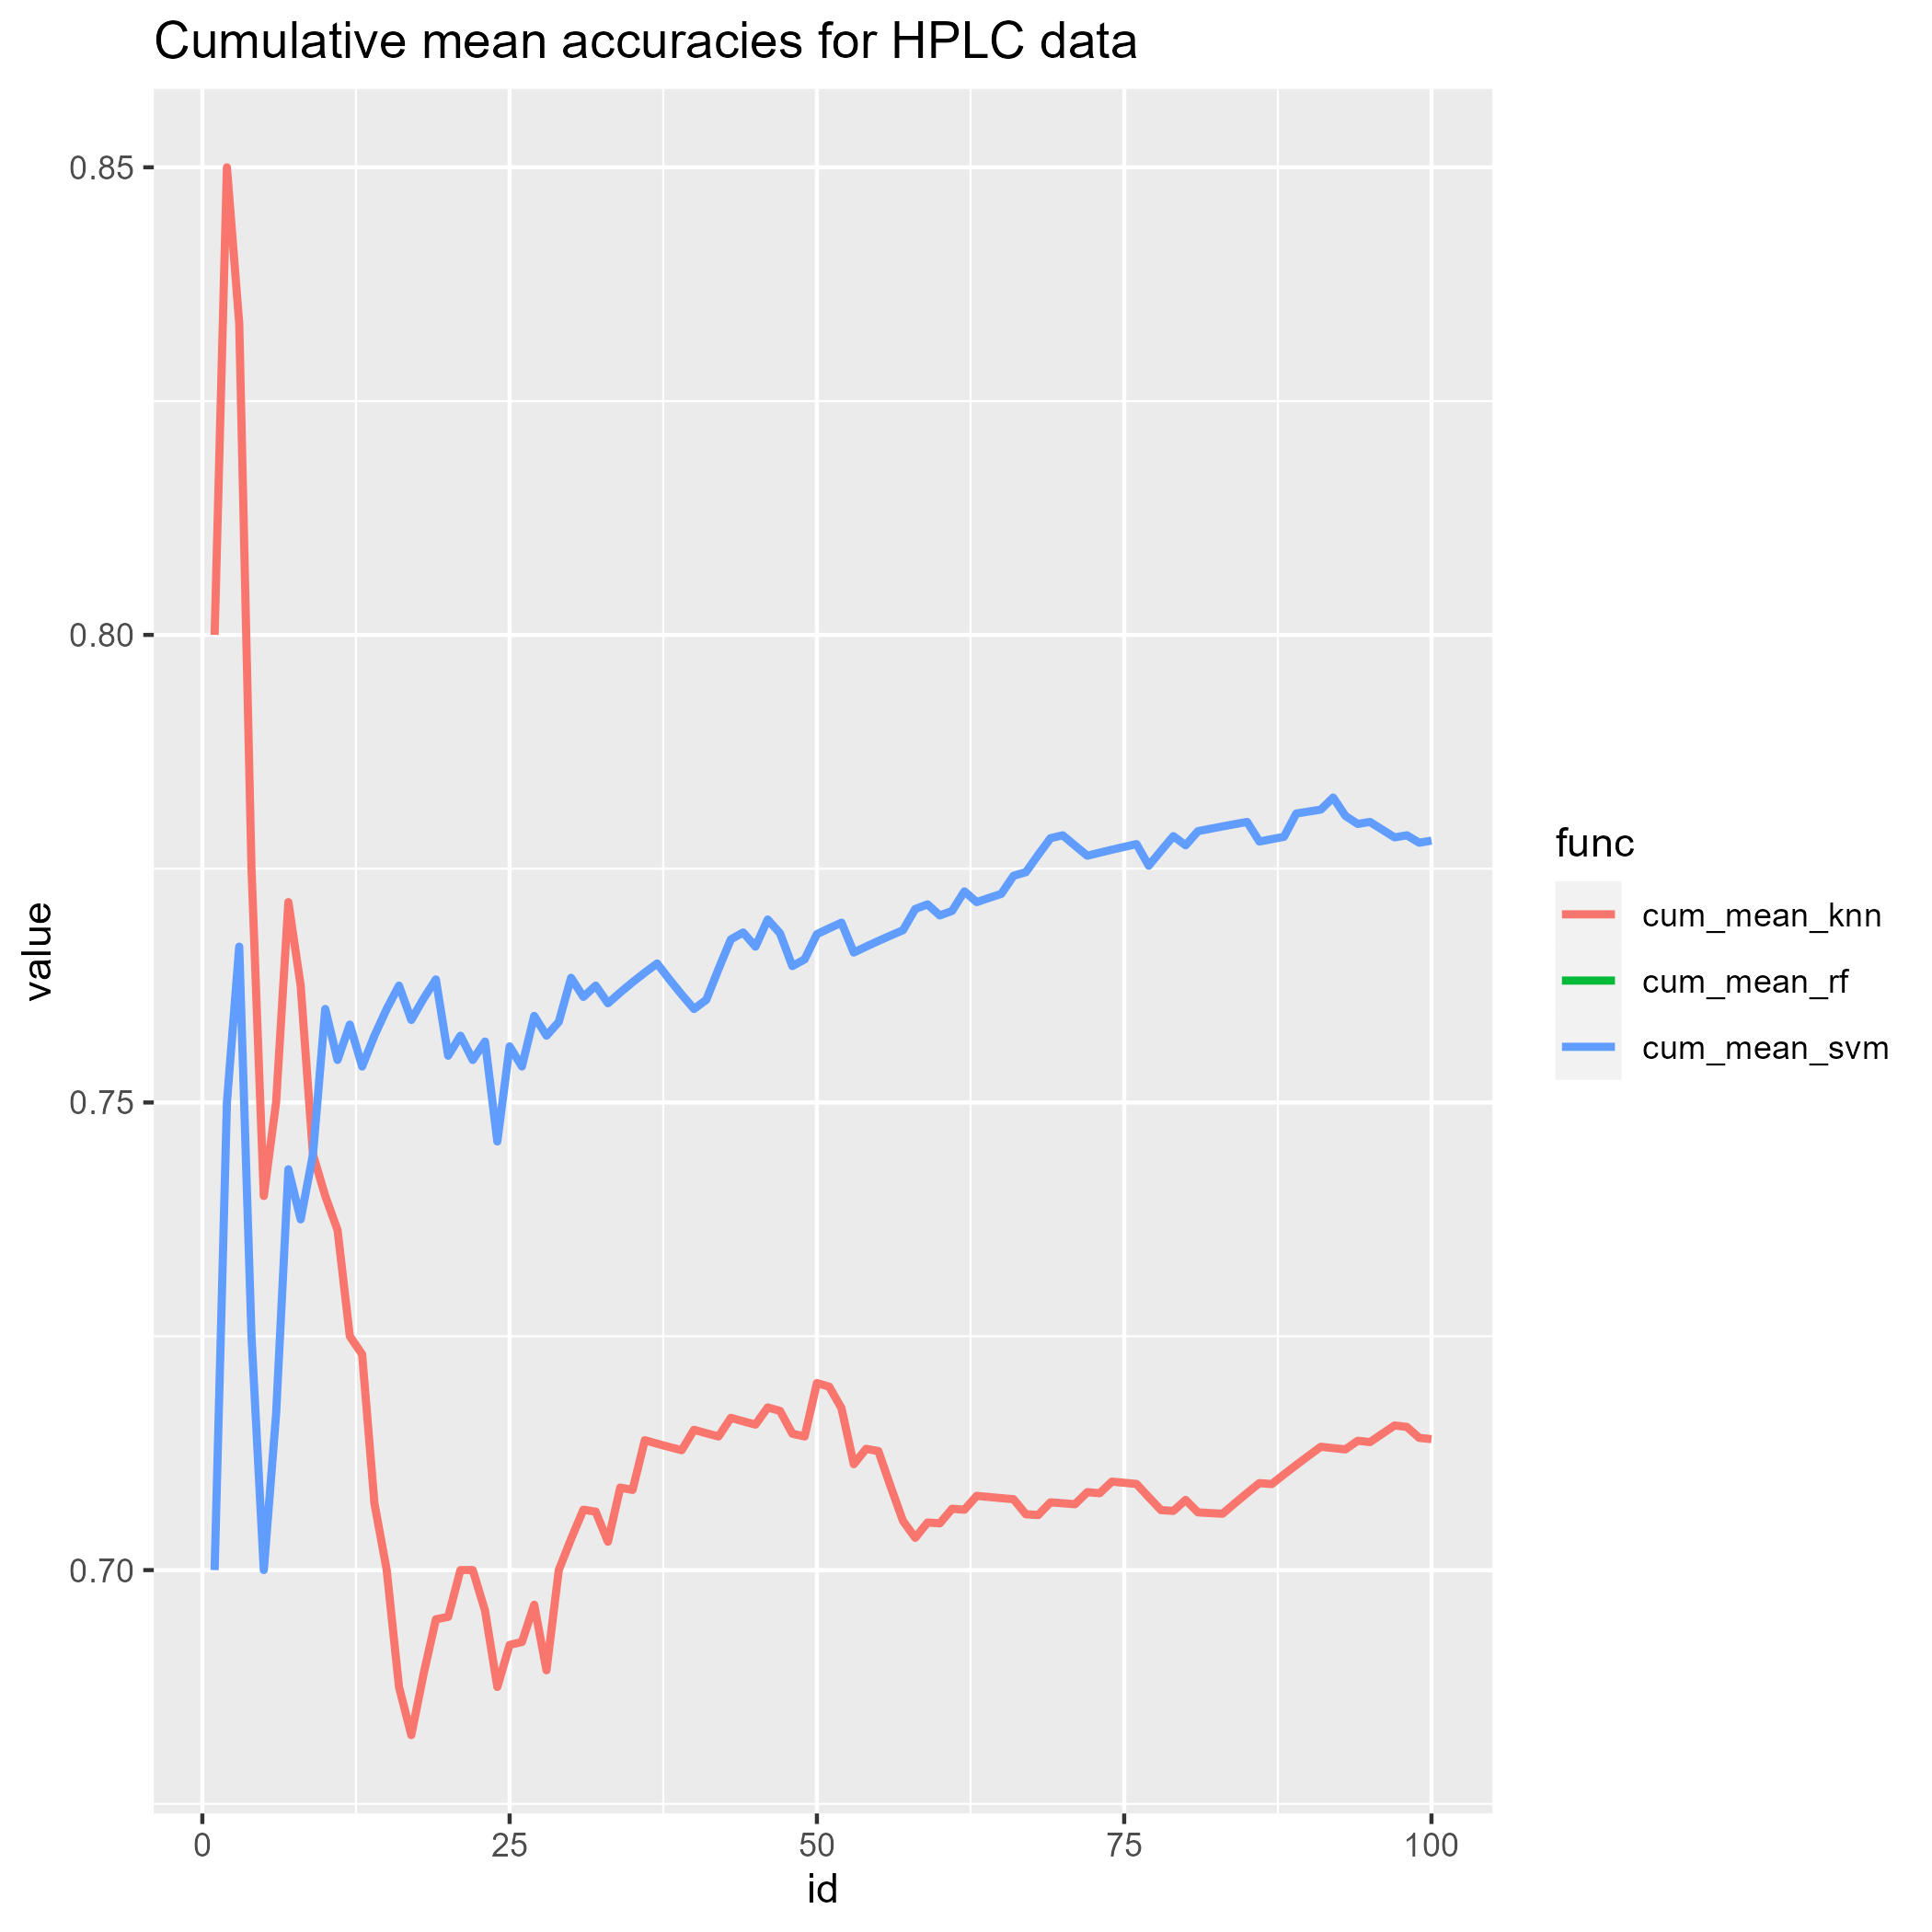 Cumulative mean accuracies for HPLC data
0.85
0.80
0.75
0.70
value
0
25
50
75
100
id
func
cum_mean_knn
cum_mean_rf
cum_mean_svm